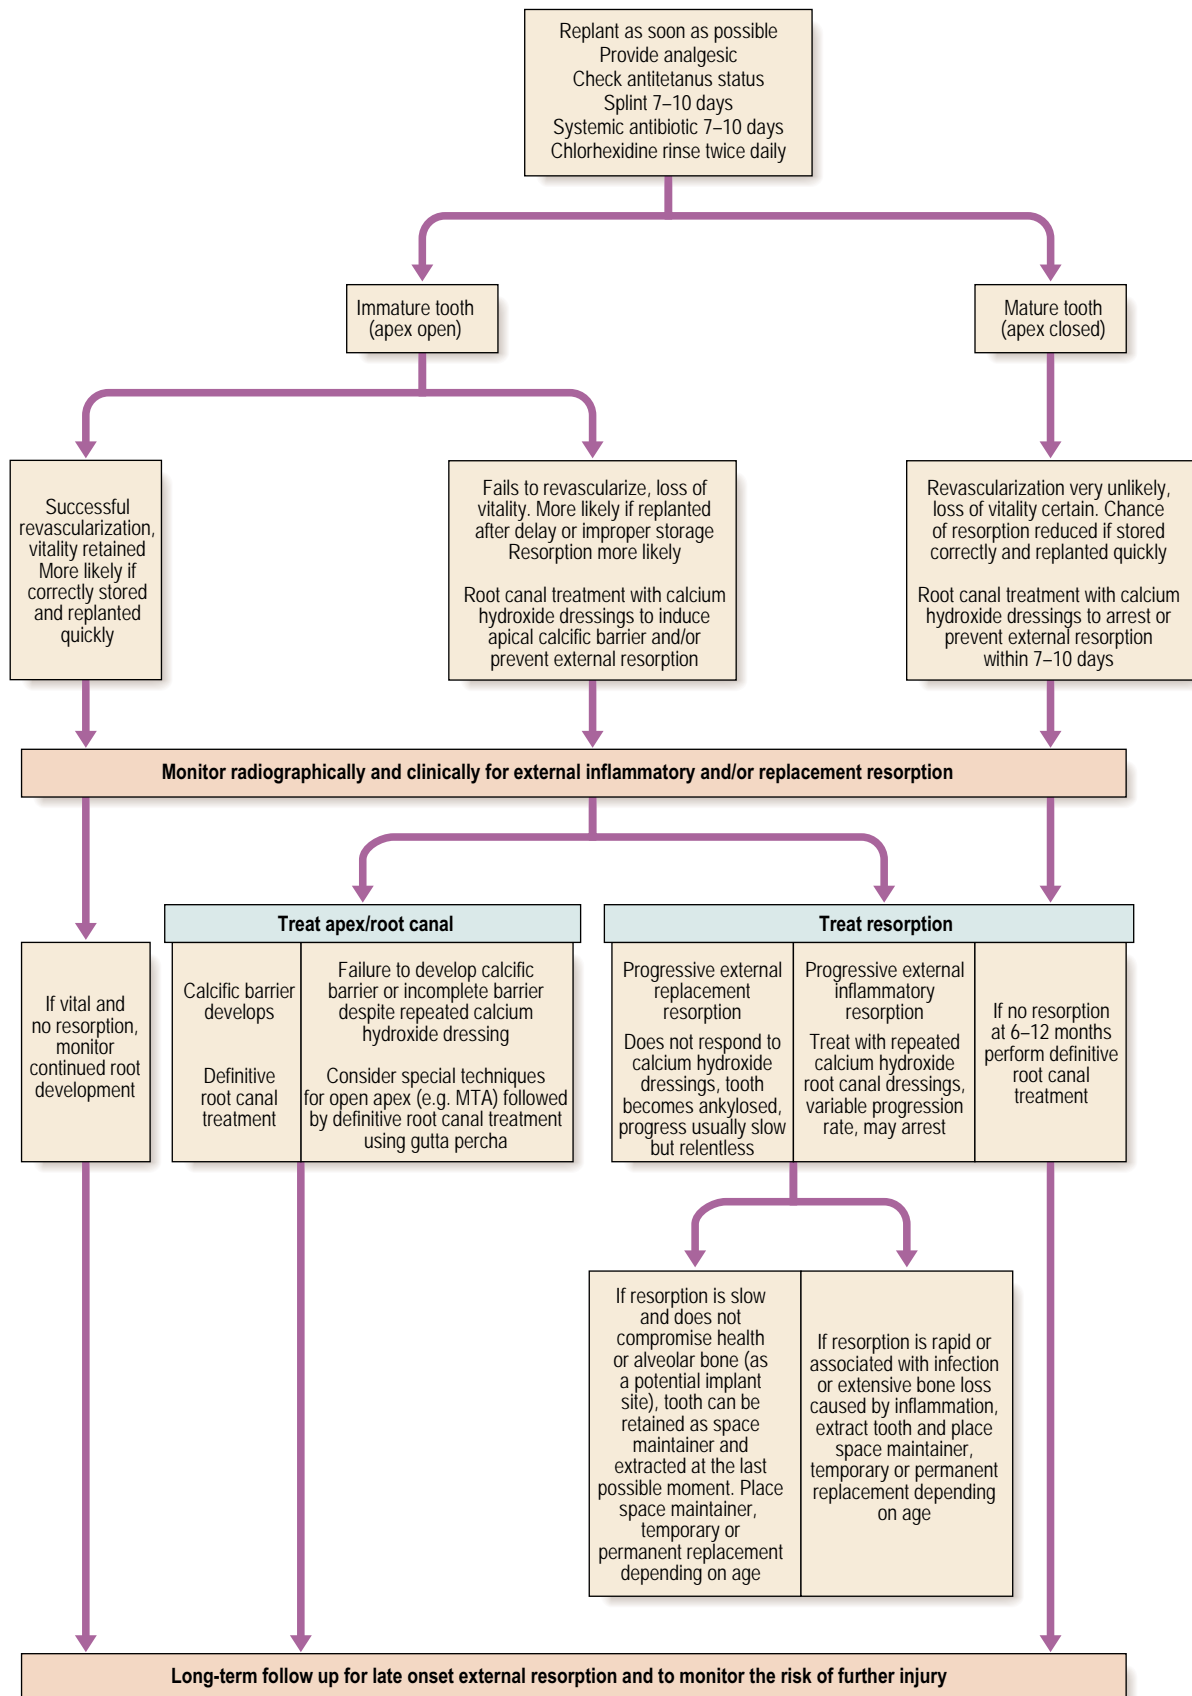 Replant as soon as possible
Provide analgesic
Check antitetanus status
Splint 7–10 days
Systemic antibiotic 7–10 days
Chlorhexidine rinse twice daily
Immature tooth
(apex open)
Mature tooth
(apex closed)
Successful
revascularization,
vitality retained
More likely if
correctly stored
and replanted
quickly
Fails to revascularize, loss of
vitality. More likely if replanted
after delay or improper storage
Resorption more likely
Root canal treatment with calcium
hydroxide dressings to induce
apical calcific barrier and/or
prevent external resorption
Revascularization very unlikely,
loss of vitality certain. Chance
of resorption reduced if stored
correctly and replanted quickly
Root canal treatment with calcium
hydroxide dressings to arrest or
prevent external resorption
within 7–10 days
Monitor radiographically and clinically for external inflammatory and/or replacement resorption
If vital and
no resorption,
monitor
continued root
development
Treat apex/root canal
Calcific barrier
develops
Definitive
root canal
treatment
Failure to develop calcific
barrier or incomplete barrier
despite repeated calcium
hydroxide dressing
Consider special techniques
for open apex (e.g. MTA) followed
by definitive root canal treatment
using gutta percha
Treat resorption
Progressive external
replacement
resorption
Does not respond to
calcium hydroxide
dressings, tooth
becomes ankylosed,
progress usually slow
but relentless
Progressive external
inflammatory
resorption
Treat with repeated
calcium hydroxide
root canal dressings,
variable progression
rate, may arrest
If no resorption
at 6–12 months
perform definitive
root canal
treatment
If resorption is slow
and does not
compromise health
or alveolar bone (as
a potential implant
site), tooth can be
retained as space
maintainer and
extracted at the last
possible moment. Place
space maintainer,
temporary or
permanent replacement
depending on age
If resorption is rapid or
associated with infection
or extensive bone loss
caused by inflammation,
extract tooth and place
space maintainer,
temporary or permanent
replacement depending
on age
Long-term follow up for late onset external resorption and to monitor the risk of further injury